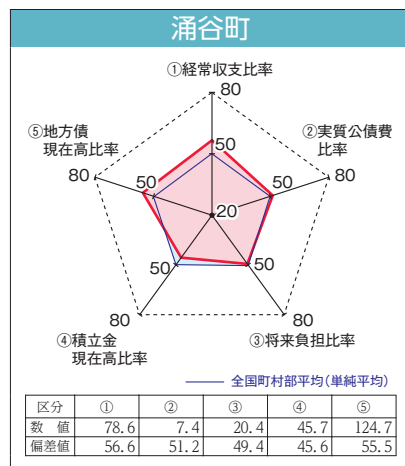 涌谷町
①経常収支比率
80
⑤地方債
現在高比率
②実質公債費
比率
80
50
80
50
50
20
50
50
80
80
④積立金
現在高比率
③将来負担比率
全国町村部平均(単純平均)
区分 ① ② ③ ④ ⑤
数　値 78.6 7.4 20.4 45.7 124.7
偏差値 56.6 51.2 49.4 45.6 55.5